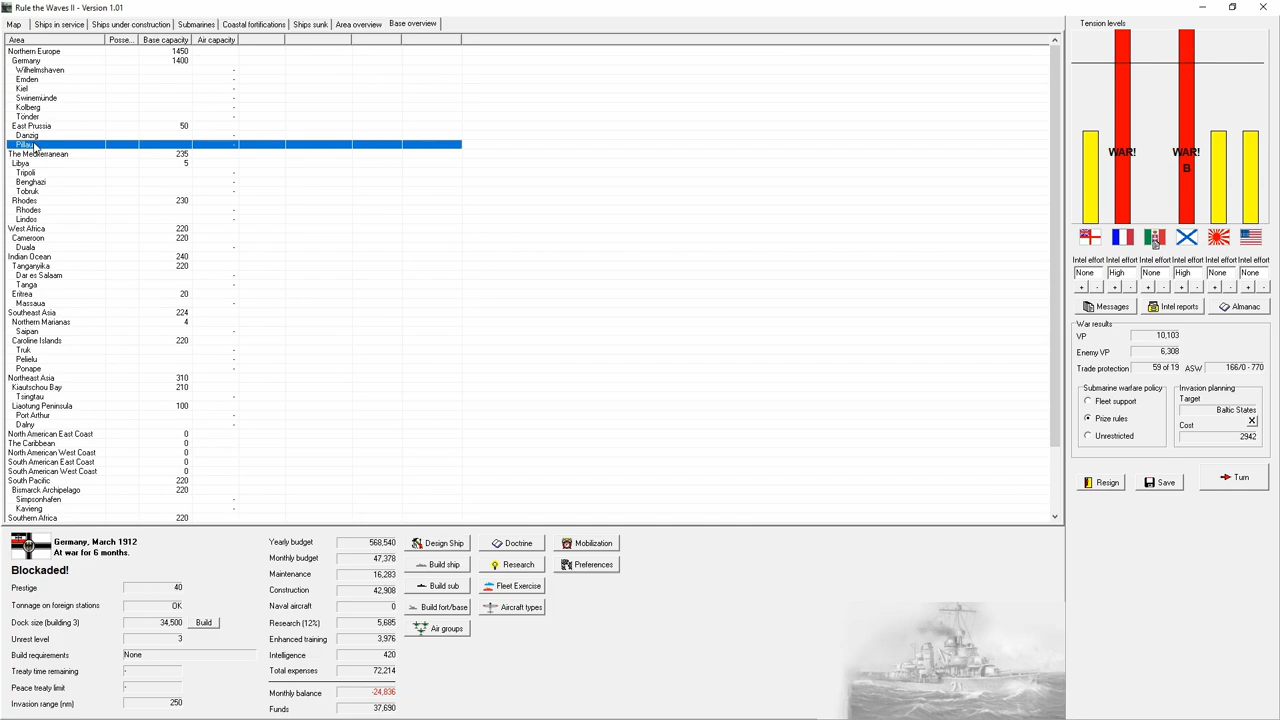 Rule the Waves II - Version 1.01
Map Ships in service Ships under construction Submarines Coastal fortifications Ships sunk Area overview Base overview
Area Posse... Base capacity Air capacity
Northern Europe 1450
Germany 1400
Wilhelmshaven -
Emden -
Kiel -
Swinemünde -
Kolberg -
Tönder -
East Prussia 50
Danzig -
Pillau -
The Mediterranean 235
Libya 5
Tripoli -
Benghazi -
Tobruk -
Rhodes 230
Rhodes -
Lindos -
West Africa 220
Cameroon 220
Duala -
Indian Ocean 240
Tanganyika 220
Dar es Salaam -
Tanga -
Eritrea 20
Massaua -
Southeast Asia 224
Northern Marianas 4
Saipan -
Caroline Islands 220
Truk -
Pelielu -
Ponape -
Northeast Asia 310
Kiautschou Bay 210
Tsingtau -
Liaotung Peninsula 100
Port Arthur -
Dalny -
North American East Coast 0
The Caribbean 0
North American West Coast 0
South American East Coast 0
South American West Coast 0
South Pacific 220
Bismarck Archipelago 220
Simpsonhafen -
Kavieng -
Southern Africa 220
Tension levels
WAR! WAR!
B
Intel effort Intel effort Intel effort Intel effort Intel effort Intel effort
None High None High None None
+ - + - + - + - + - + -
Messages Intel reports Almanac
War results
VP 10,103
Enemy VP 6,308
Trade protection 59 of 19 ASW 166/0 - 770
Submarine warfare policy
Fleet support
Prize rules
Unrestricted
Invasion planning
Target
Baltic States
Cost X
2942
Resign Save Turn
Germany, March 1912
At war for 6 months.
Blockaded!
Prestige 40
Tonnage on foreign stations OK
Dock size (building 3) 34,500 Build
Unrest level 3
Build requirements None
Treaty time remaining -
Peace treaty limit -
Invasion range (nm) 250
Yearly budget 568,540
Monthly budget 47,378
Maintenance 16,283
Construction 42,908
Naval aircraft 0
Research (12%) 5,685
Enhanced training 3,976
Intelligence 420
Total expenses 72,214
Monthly balance -24,836
Funds 37,690
Design Ship Doctrine Mobilization
Build ship Research Preferences
Build sub Fleet Exercise
Build fort/base Aircraft types
Air groups